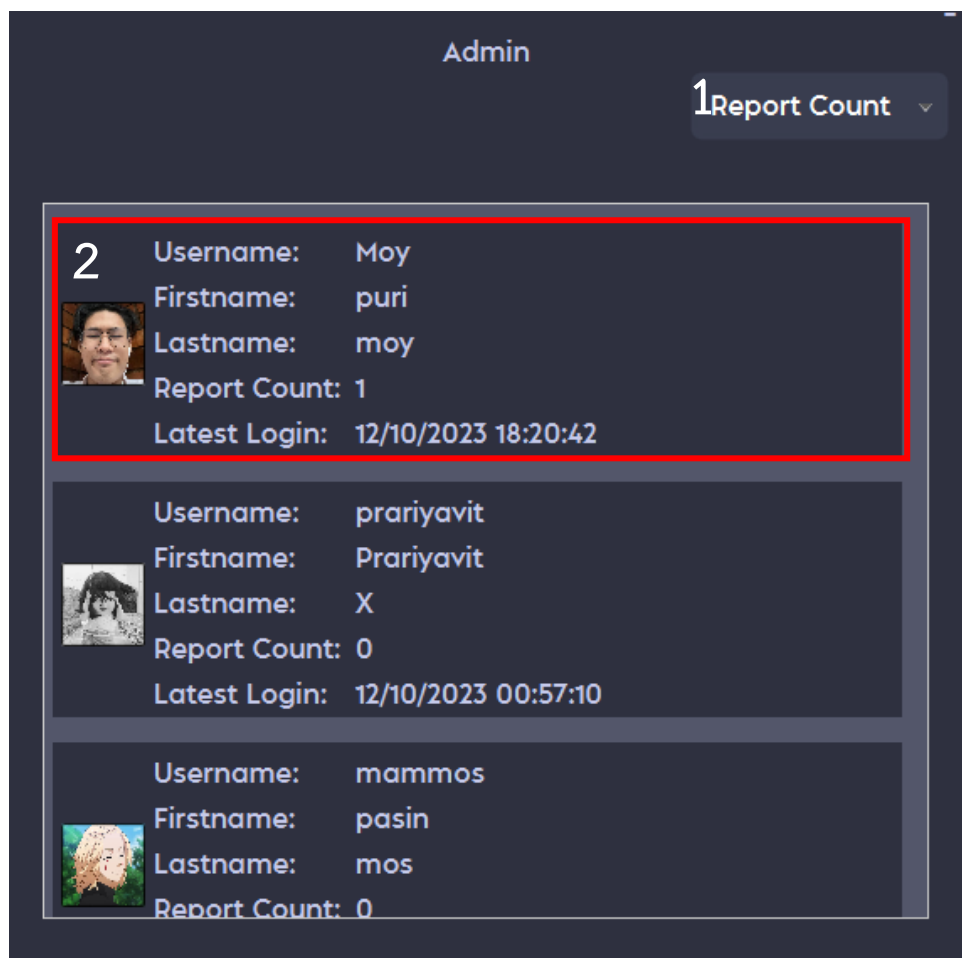 Admin
1Report Count
2
Username: Moy
Firstname: puri
Lastname: moy
Report Count: 1
Latest Login: 12/10/2023 18:20:42
Username: prariyavit
Firstname: Prariyavit
Lastname: X
Report Count: 0
Latest Login: 12/10/2023 00:57:10
Username: mammos
Firstname: pasin
Lastname: mos
Report Count: 0